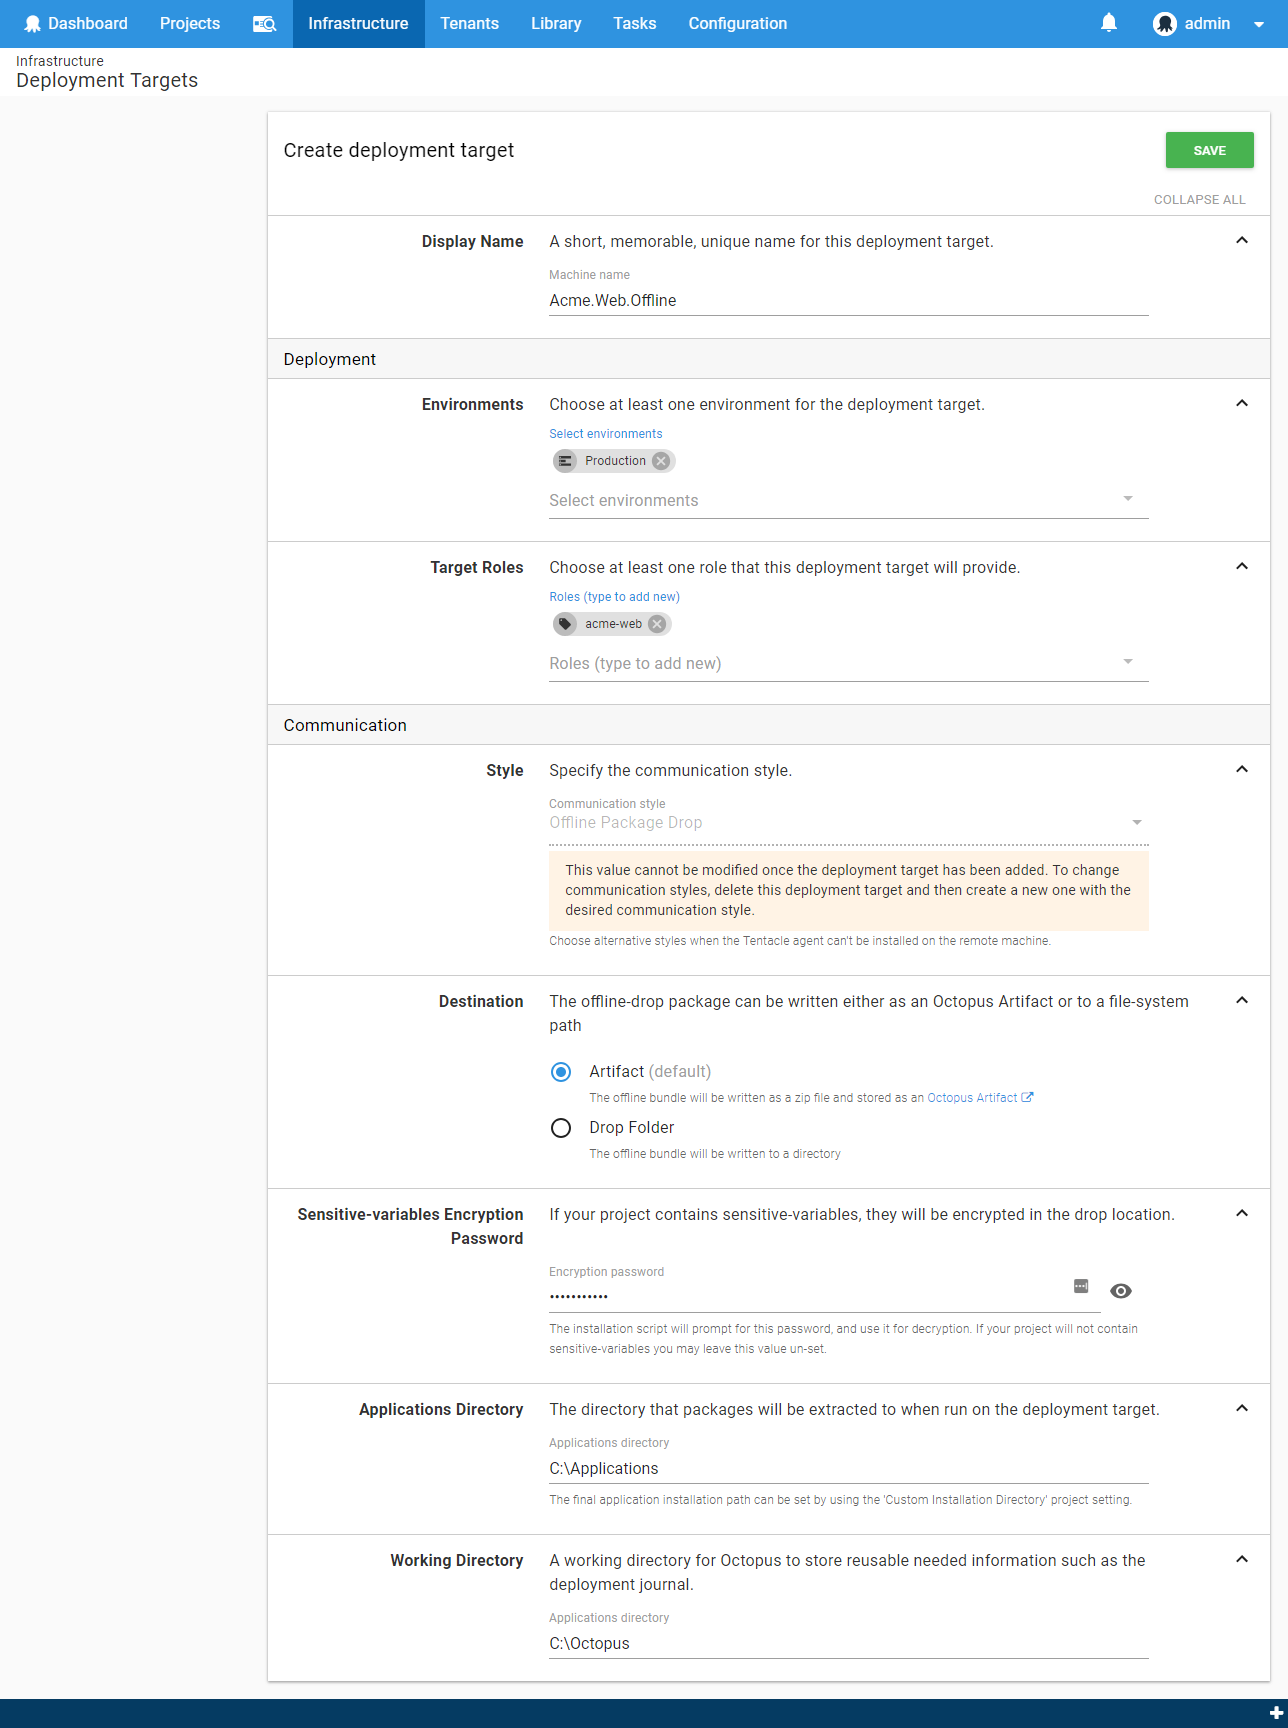 Dashboard Projects Infrastructure Tenants Library Tasks Configuration admin
Infrastructure
Deployment Targets
Create deployment target
SAVE
COLLAPSE ALL
Display Name A short, memorable, unique name for this deployment target.
Machine name
Acme.Web.Offline
Deployment
Environments Choose at least one environment for the deployment target.
Select environments
Production
Select environments
Target Roles Choose at least one role that this deployment target will provide.
Roles (type to add new)
acme-web
Roles (type to add new)
Communication
Style Specify the communication style.
Communication style
Offline Package Drop
This value cannot be modified once the deployment target has been added. To change
communication styles, delete this deployment target and then create a new one with the
desired communication style.
Choose alternative styles when the Tentacle agent can't be installed on the remote machine.
Destination The offline-drop package can be written either as an Octopus Artifact or to a file-system
path
Artifact (default)
The offline bundle will be written as a zip file and stored as an Octopus Artifact
Drop Folder
The offline bundle will be written to a directory
Sensitive-variables Encryption If your project contains sensitive-variables, they will be encrypted in the drop location.
Password
Encryption password
•••••••••••
The installation script will prompt for this password, and use it for decryption. If your project will not contain
sensitive-variables you may leave this value un-set.
Applications Directory The directory that packages will be extracted to when run on the deployment target.
Applications directory
C:\Applications
The final application installation path can be set by using the 'Custom Installation Directory' project setting.
Working Directory A working directory for Octopus to store reusable needed information such as the
deployment journal.
Applications directory
C:\Octopus